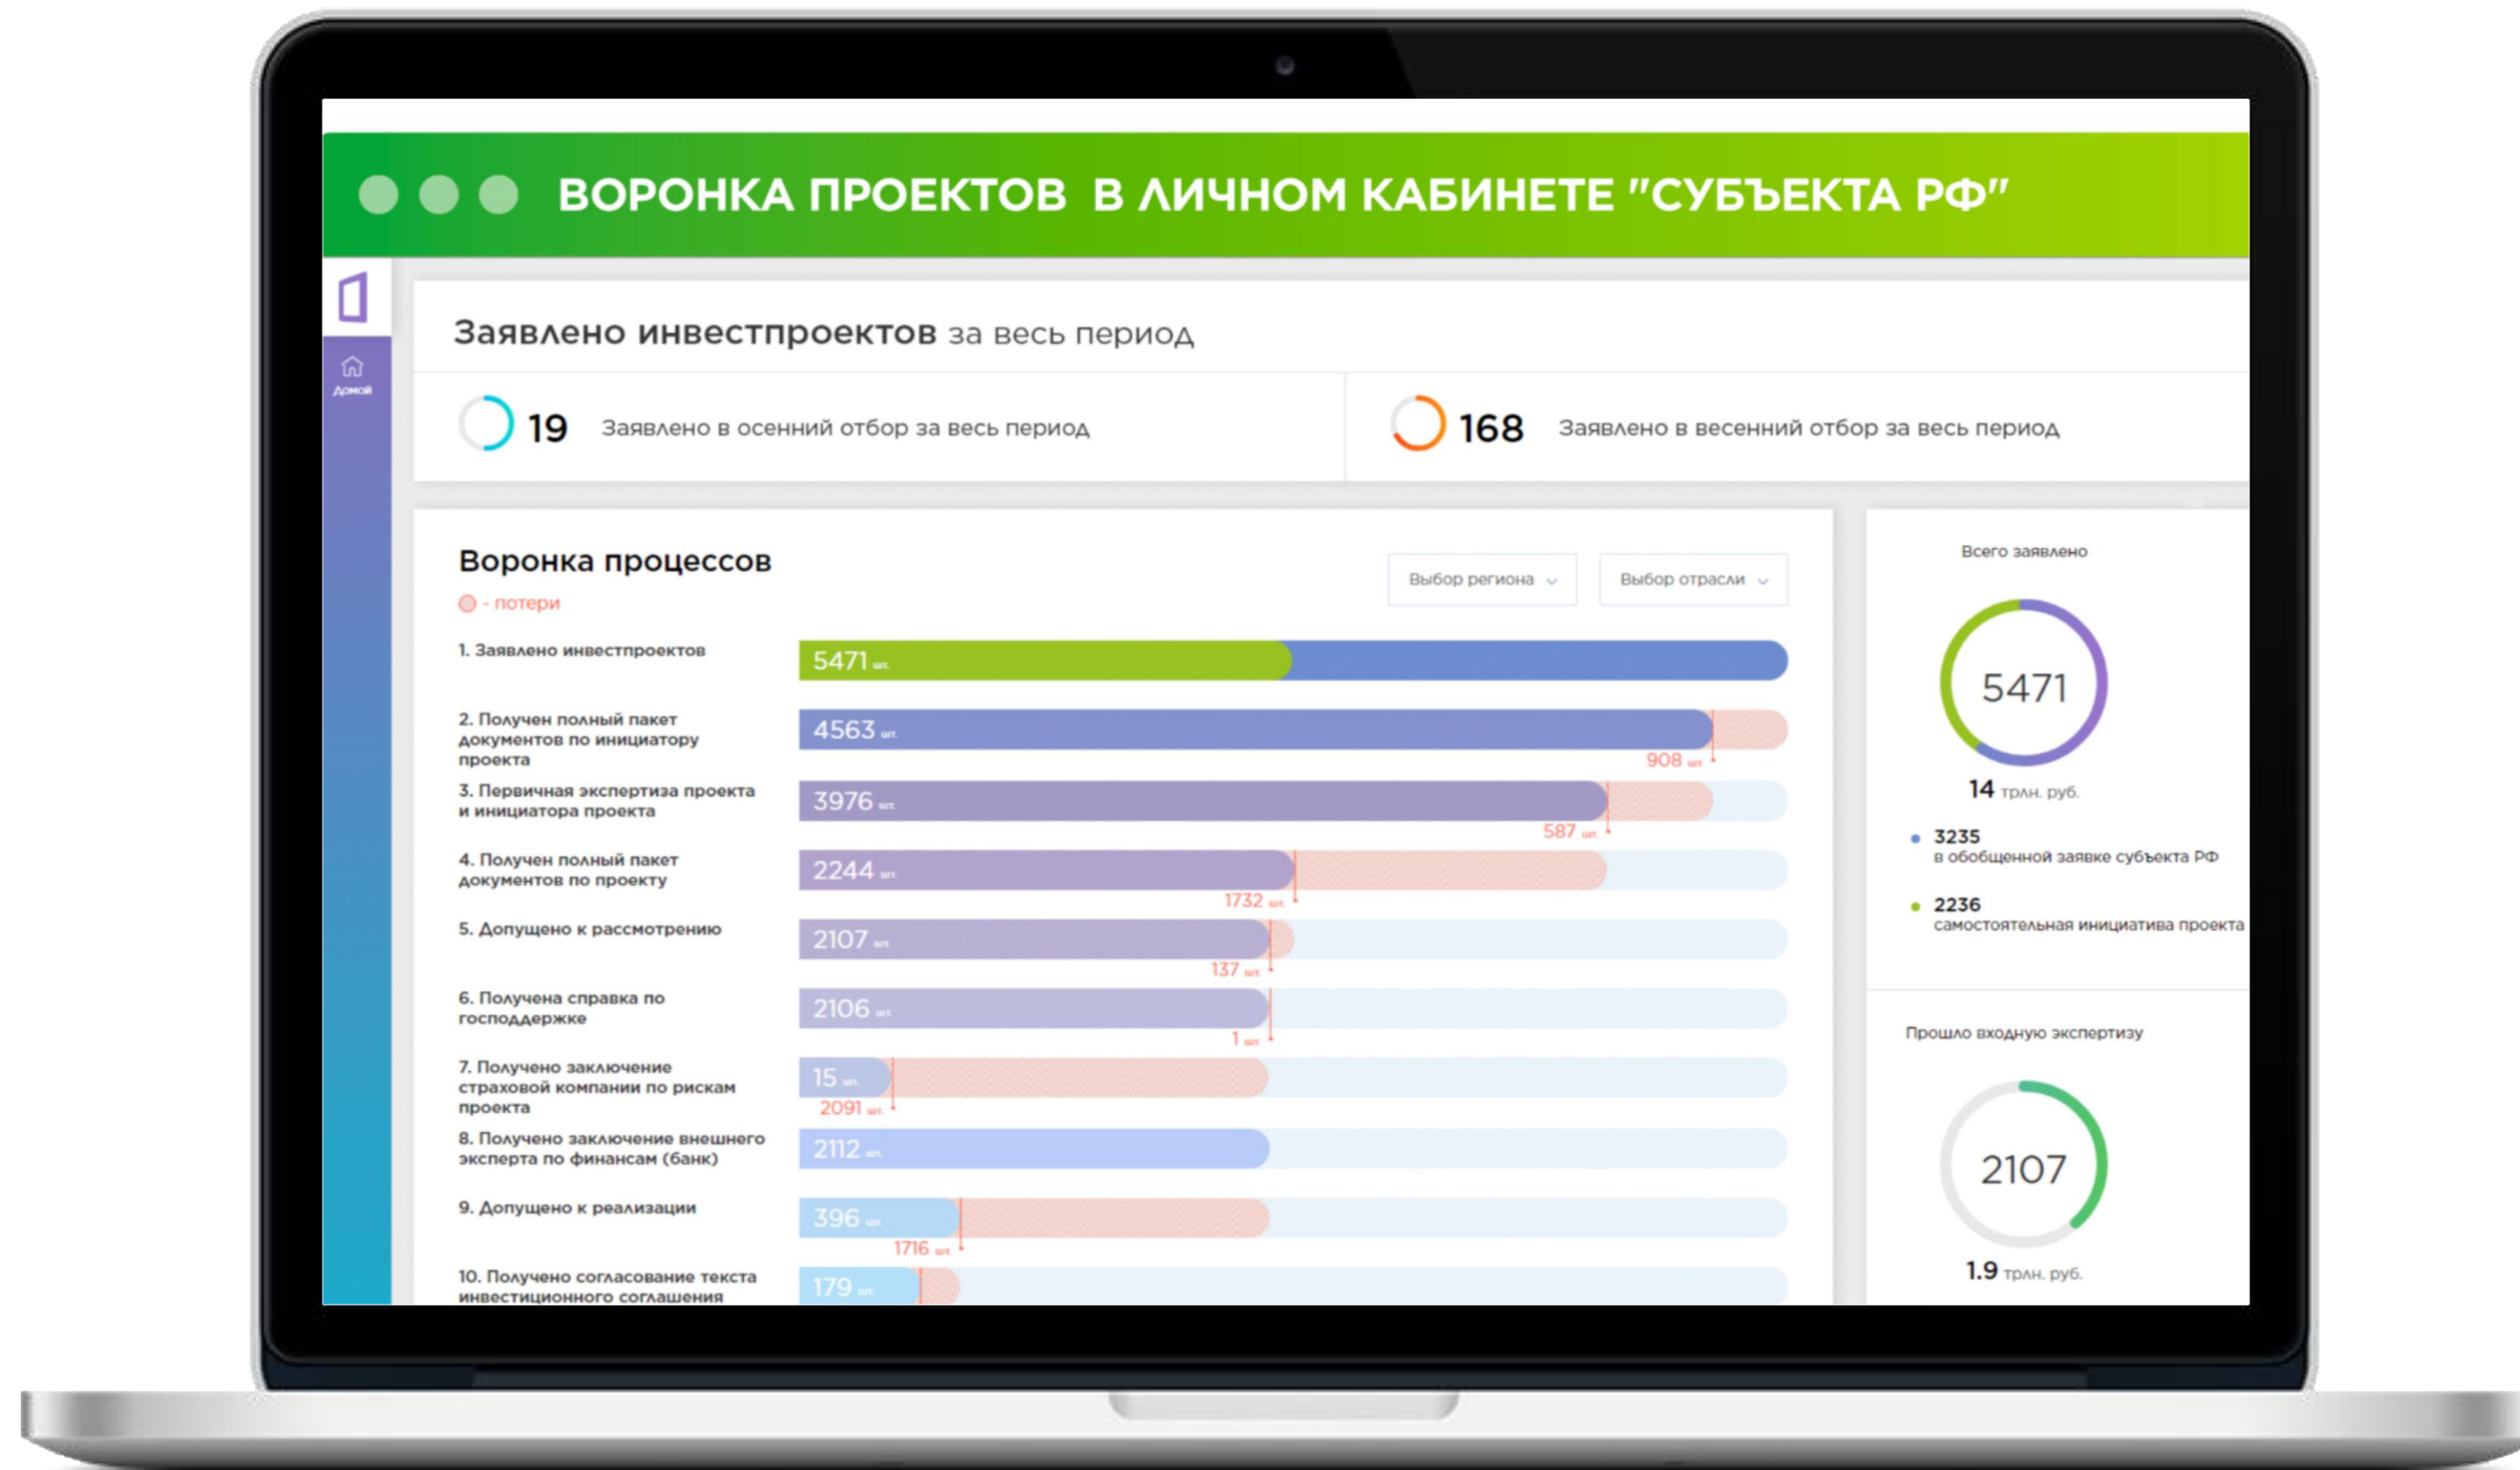 ВОРОНКА ПРОЕКТОВ В ЛИЧНОМ КАБИНЕТЕ "СУБЪЕКТА РФ"
Домой
Заявлено инвестпроектов за весь период
19 Заявлено в осенний отбор за весь период
168 Заявлено в весенний отбор за весь период
Воронка процессов
- потери
Выбор региона
Выбор отрасли
1. Заявлено инвестпроектов
5471 шт.
2. Получен полный пакет
документов по инициатору
проекта
4563 шт.
908 шт.
3. Первичная экспертиза проекта
и инициатора проекта
3976 шт.
587 шт.
4. Получен полный пакет
документов по проекту
2244 шт.
1732 шт.
5. Допущено к рассмотрению
2107 шт.
137 шт.
6. Получена справка по
господдержке
2106 шт.
1 шт.
7. Получено заключение
страховой компании по рискам
проекта
15 шт.
2091 шт.
8. Получено заключение внешнего
эксперта по финансам (банк)
2112 шт.
9. Допущено к реализации
396 шт.
1716 шт.
10. Получено согласование текста
инвестиционного соглашения
179 шт.
Всего заявлено
5471
14 трлн. руб.
3235
в обобщенной заявке субъекта РФ
2236
самостоятельная инициатива проекта
Прошло входную экспертизу
2107
1.9 трлн. руб.